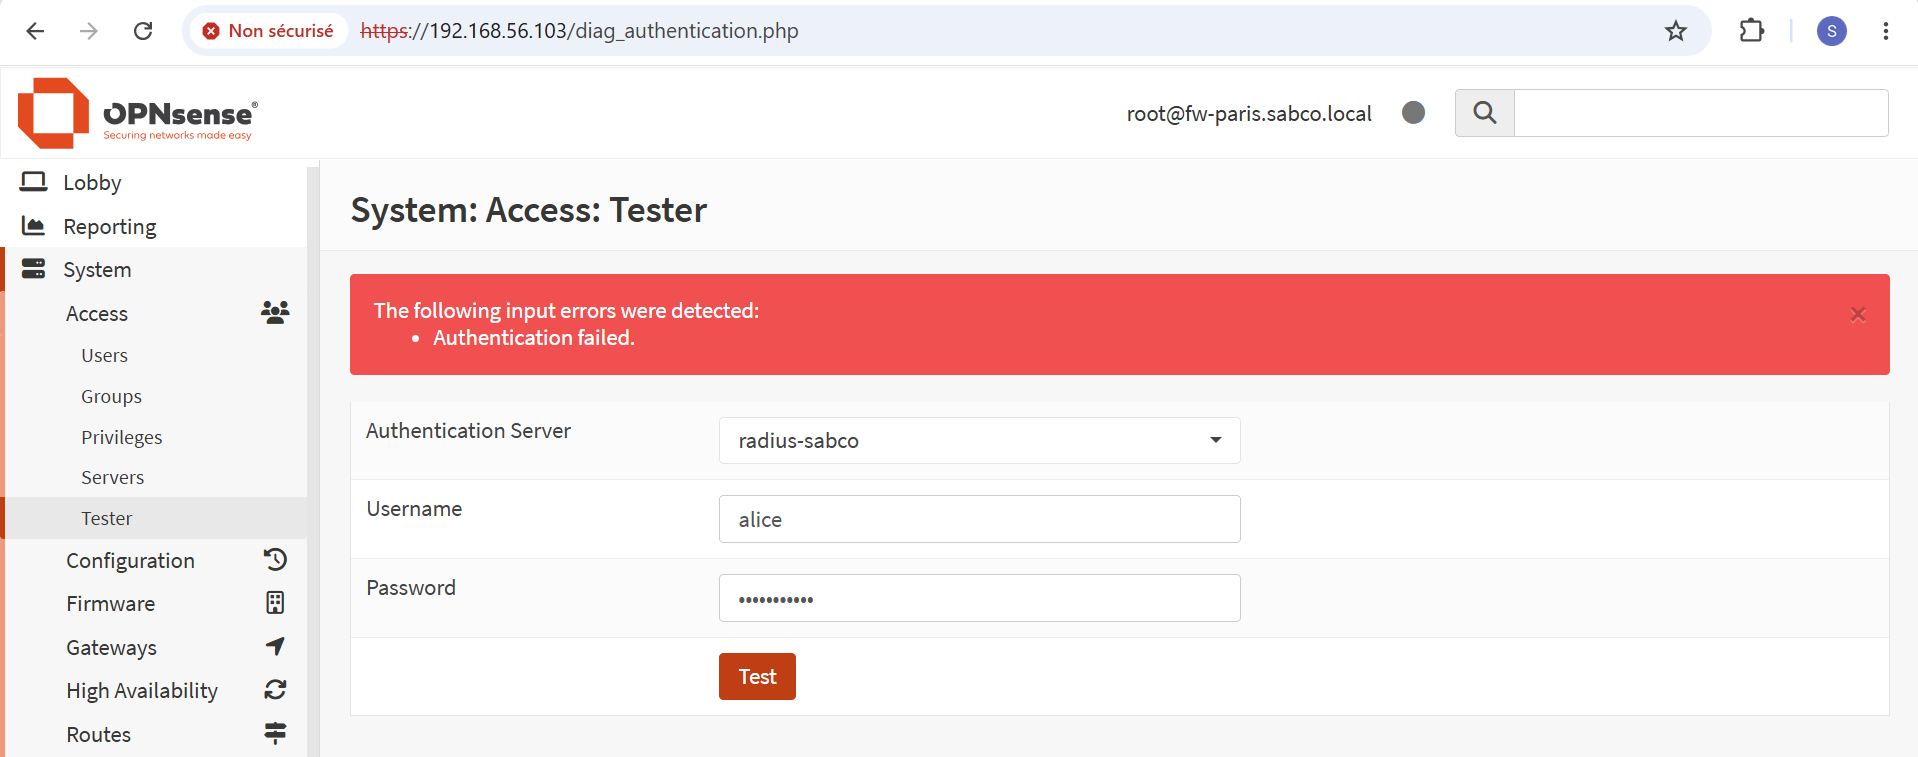 Non sécurisé https://192.168.56.103/diag_authentication.php S
OPNsense®
Securing networks made easy
root@fw-paris.sabco.local
Lobby
Reporting
System
Access
Users
Groups
Privileges
Servers
Tester
Configuration
Firmware
Gateways
High Availability
Routes
System: Access: Tester
The following input errors were detected:
• Authentication failed.
×
Authentication Server radius-sabco
Username alice
Password •••••••••••
Test